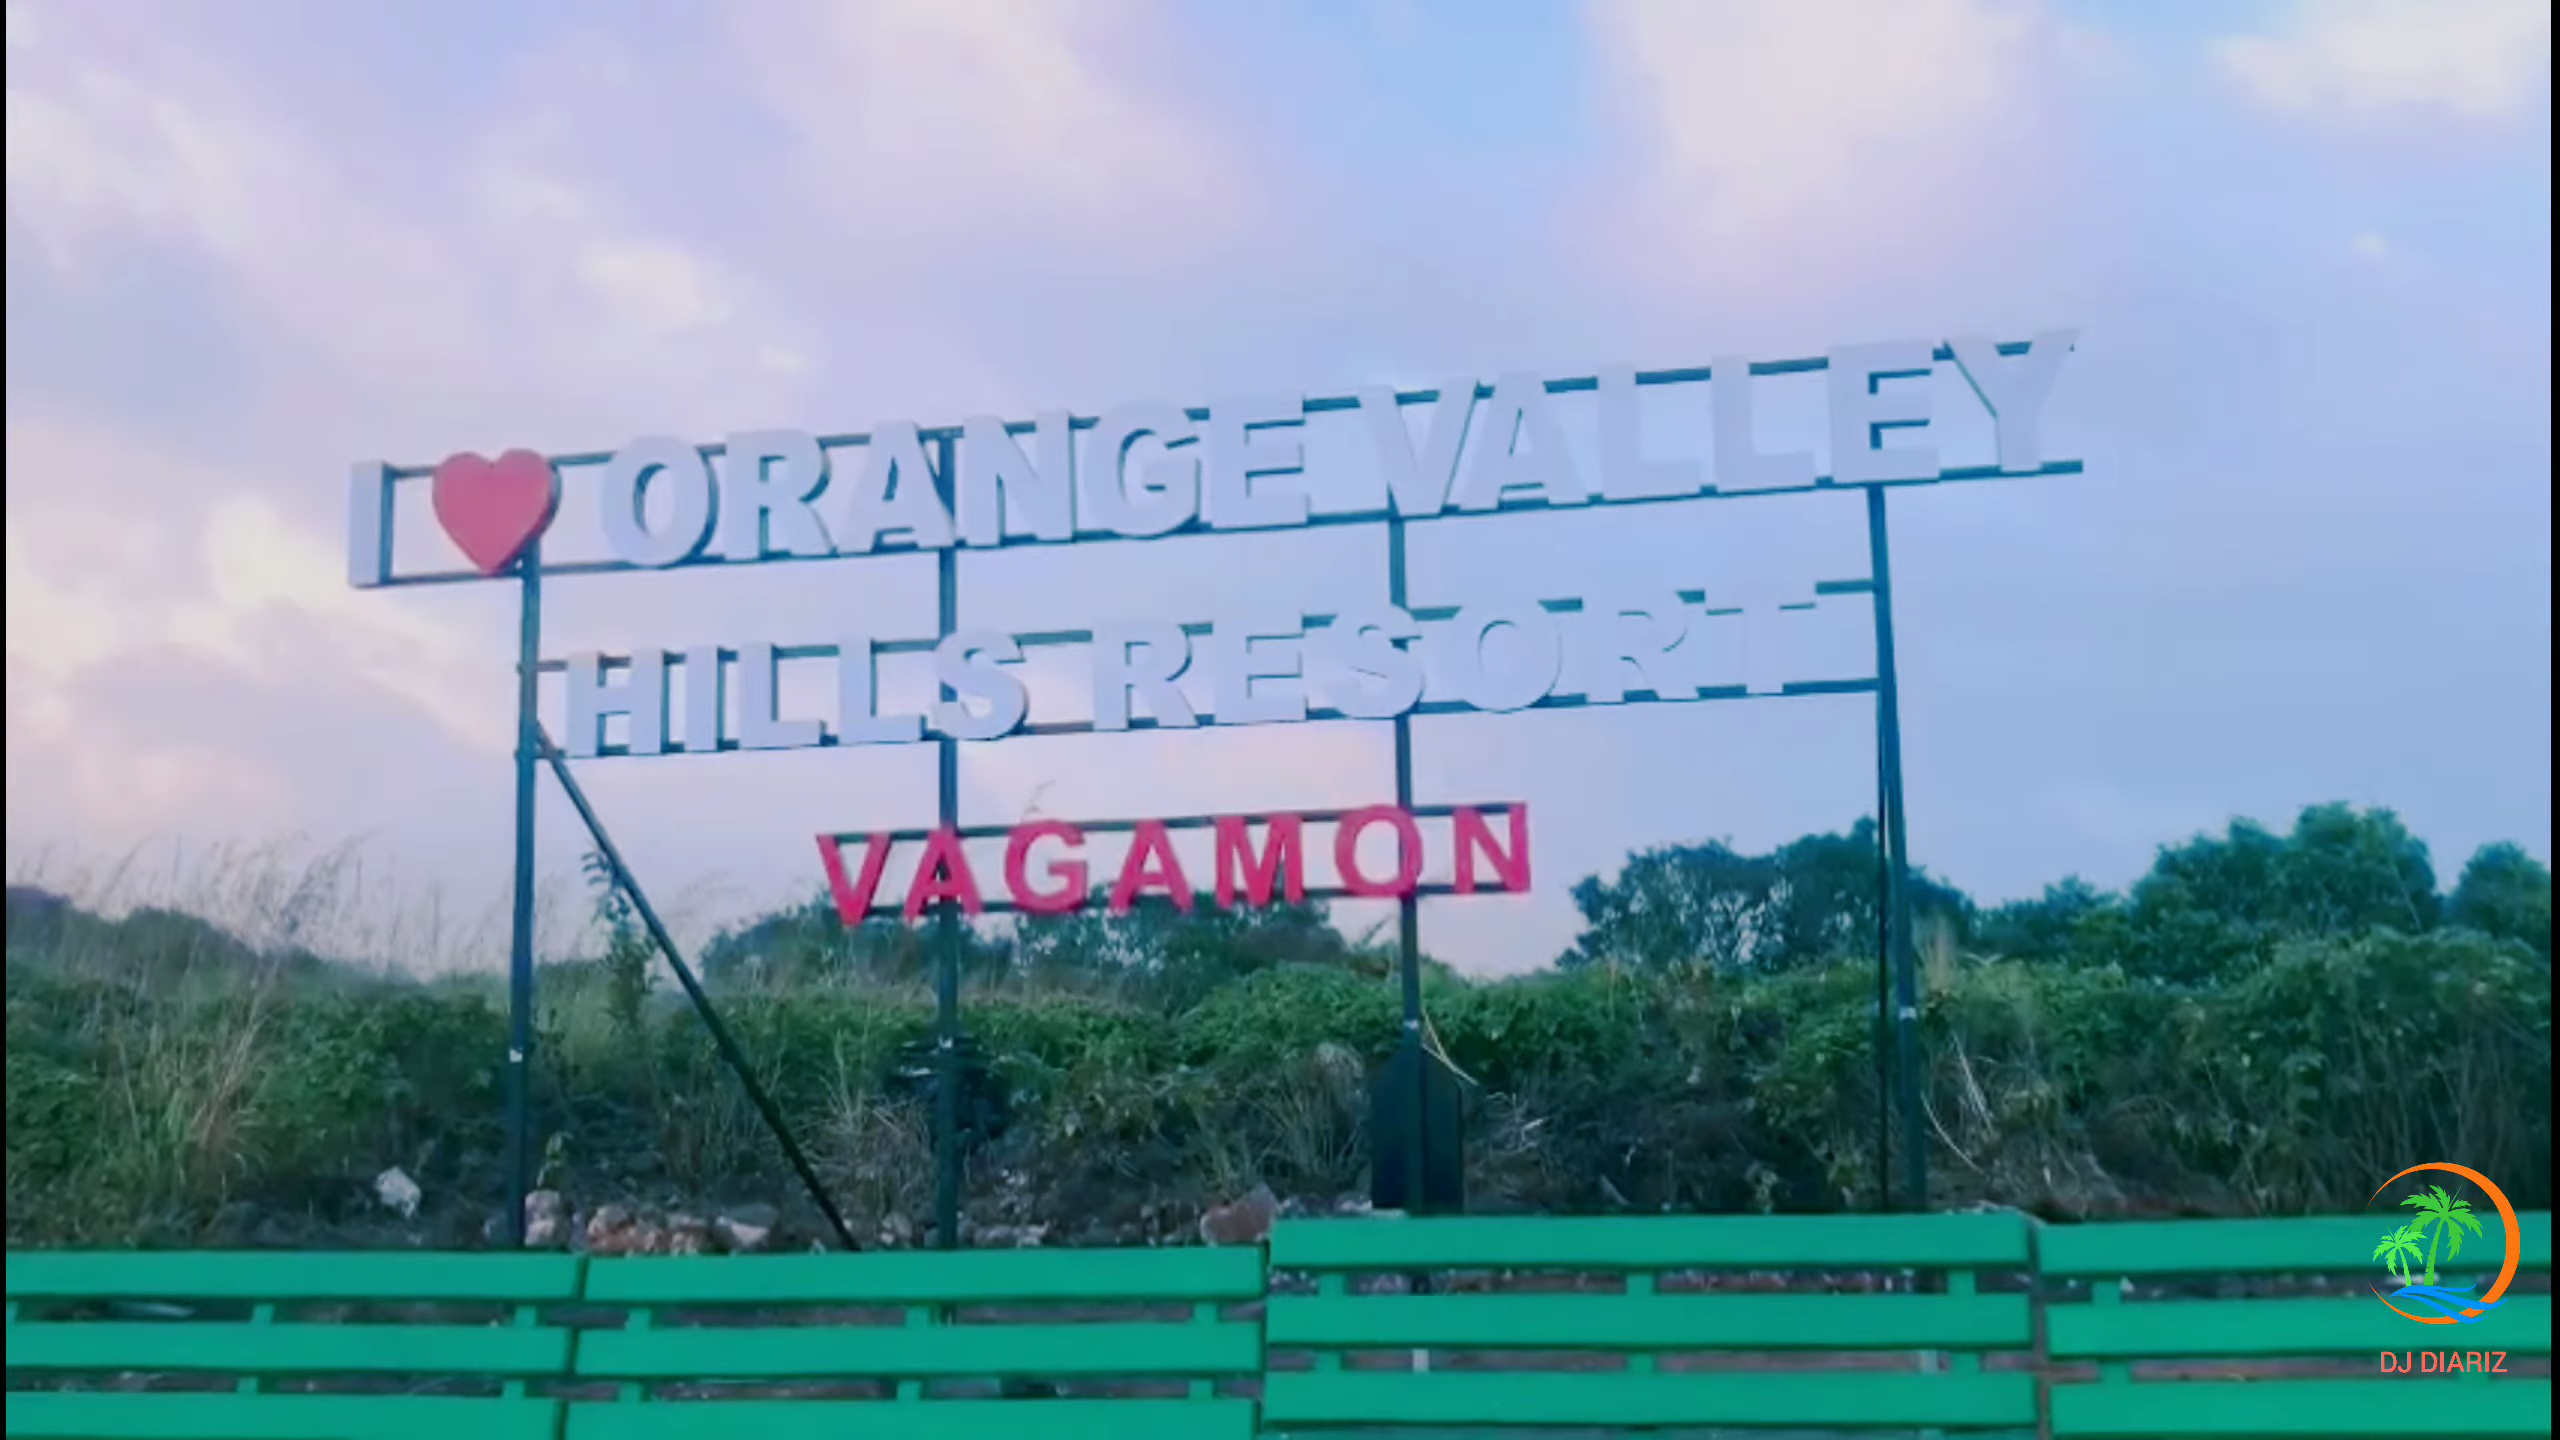 I ❤ ORANGE VALLEY
HILLS RESORT
VAGAMON
DJ DIARIZ